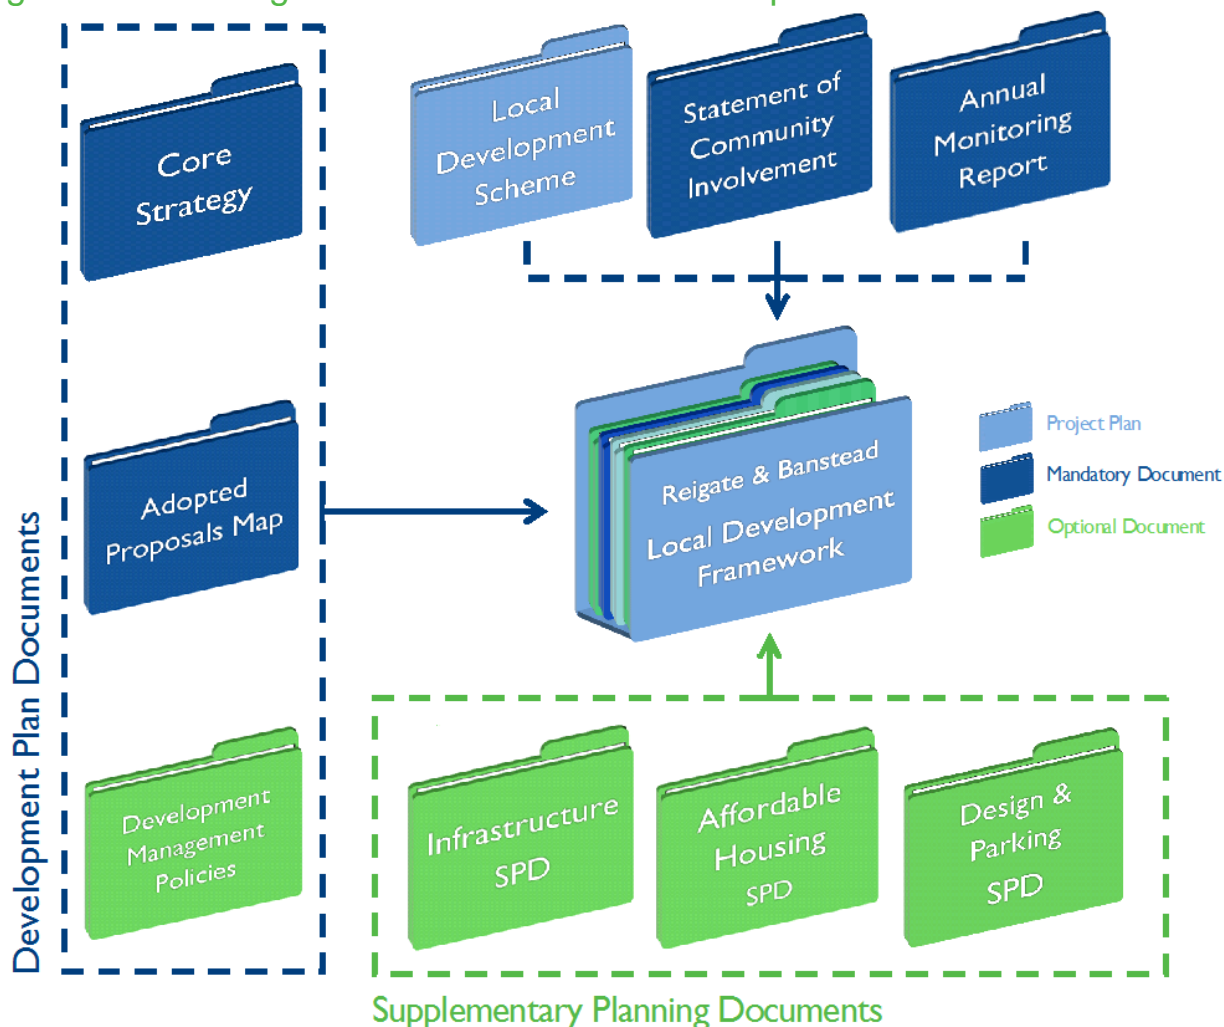 Core
Strategy
Local
Development
Scheme
Statement of
Community
Involvement
Annual
Monitoring
Report
Adopted
Proposals Map
Reigate & Banstead
Local Development
Framework
Project Plan
Mandatory Document
Optional Document
Development Plan Documents
Development
Management
Policies
Infrastructure
SPD
Affordable
Housing
SPD
Design &
Parking
SPD
Supplementary Planning Documents